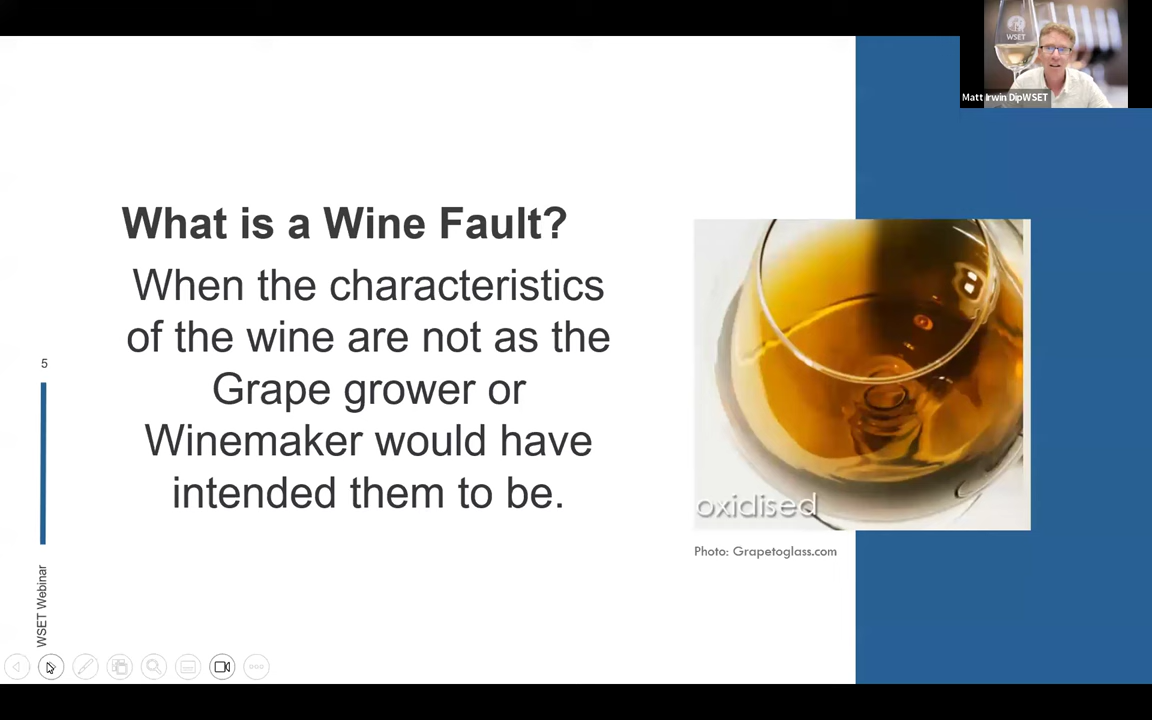 WSET
Matt Irwin DipWSET
What is a Wine Fault?
When the characteristics
of the wine are not as the
Grape grower or
Winemaker would have
intended them to be.
oxidised
Photo: Grapetoglass.com
5
WSET Webinar